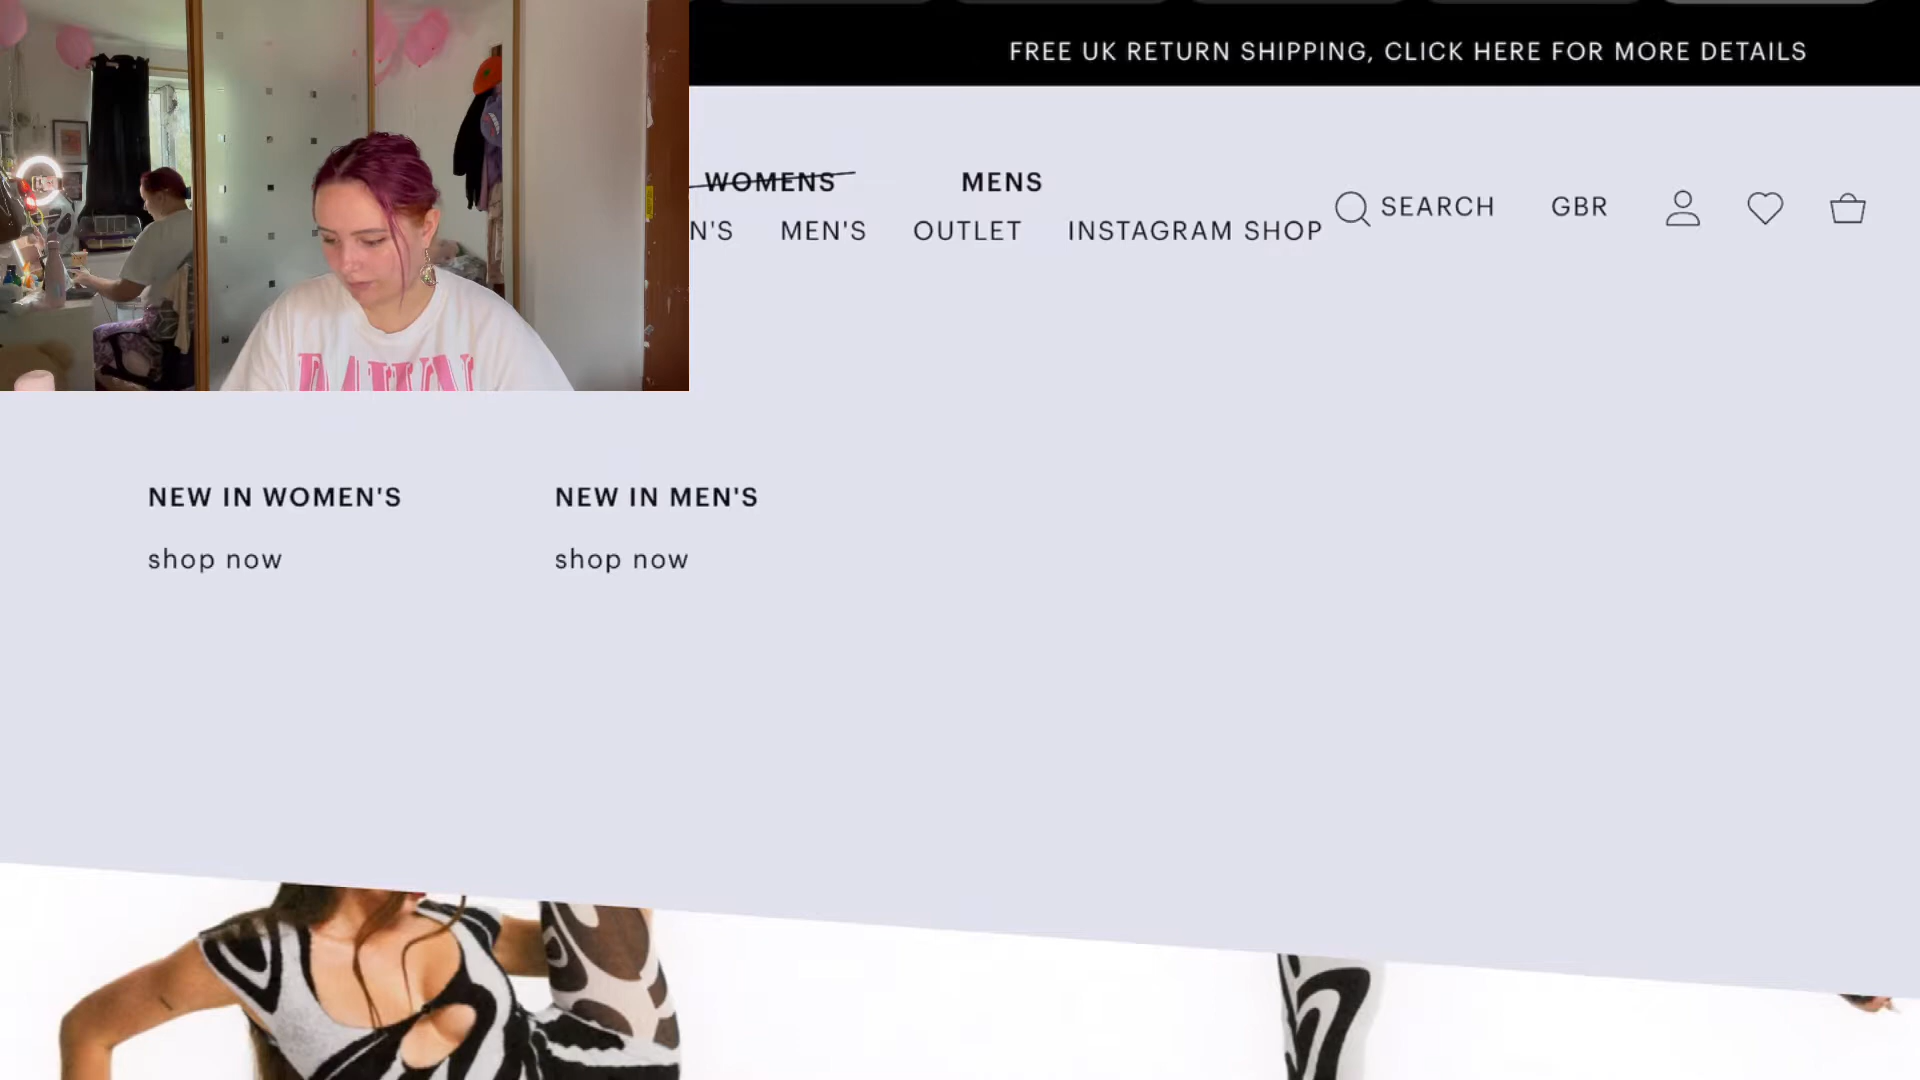 FREE UK RETURN SHIPPING, CLICK HERE FOR MORE DETAILS
WOMENS MENS
N'S MEN'S OUTLET INSTAGRAM SHOP
SEARCH GBR
NEW IN WOMEN'S NEW IN MEN'S
shop now shop now